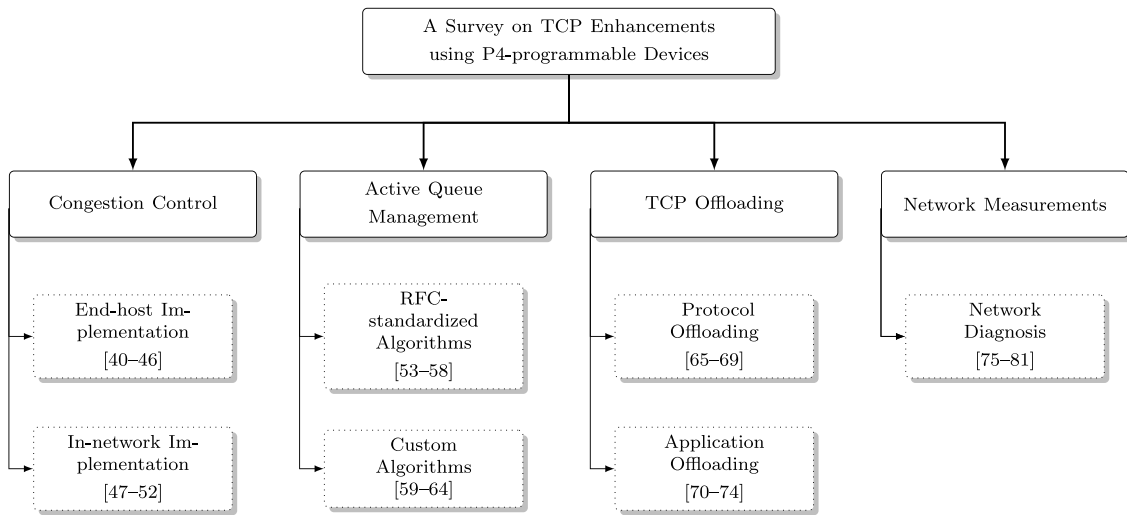 A Survey on TCP Enhancements
using P4-programmable Devices
Congestion Control
Active Queue
Management
TCP Offloading
Network Measurements
End-host Im-
plementation
[40–46]
RFC-
standardized
Algorithms
[53–58]
Protocol
Offloading
[65–69]
Network
Diagnosis
[75–81]
In-network Im-
plementation
[47–52]
Custom
Algorithms
[59–64]
Application
Offloading
[70–74]